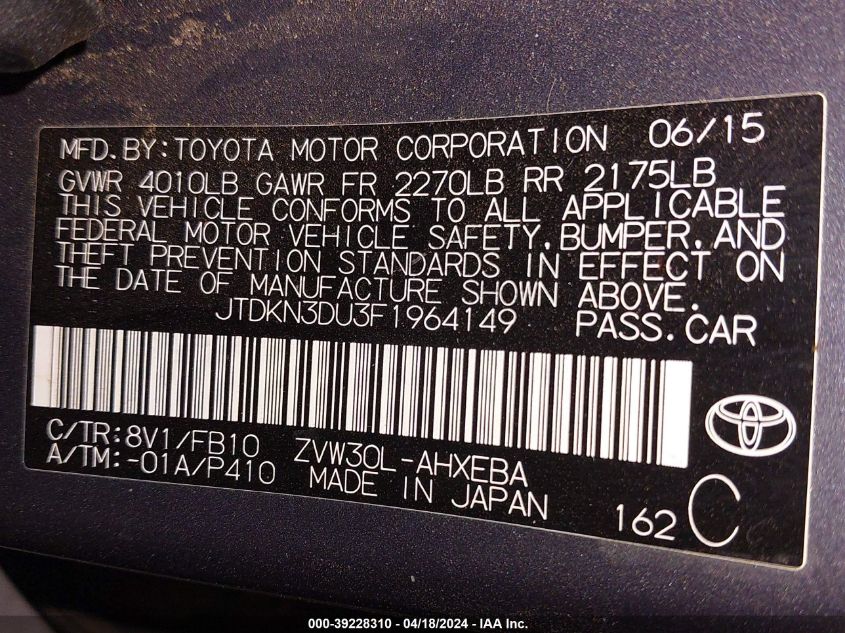 MFD.BY:TOYOTA MOTOR CORPORATION 06/15
GVWR 4010LB GAWR FR 2270LB RR 2175LB
THIS VEHICLE CONFORMS TO ALL APPLICABLE
FEDERAL MOTOR VEHICLE SAFETY,BUMPER,AND
THEFT PREVENTION STANDARDS IN EFFECT ON
THE DATE OF MANUFACTURE SHOWN ABOVE.
JTDKN3DU3F1964149 PASS.CAR
C/TR:8V1/FB10 ZVW30L-AHXEBA
A/TM:-01A/P410 MADE IN JAPAN
162 C
000-39228310 - 04/18/2024 - IAA Inc.